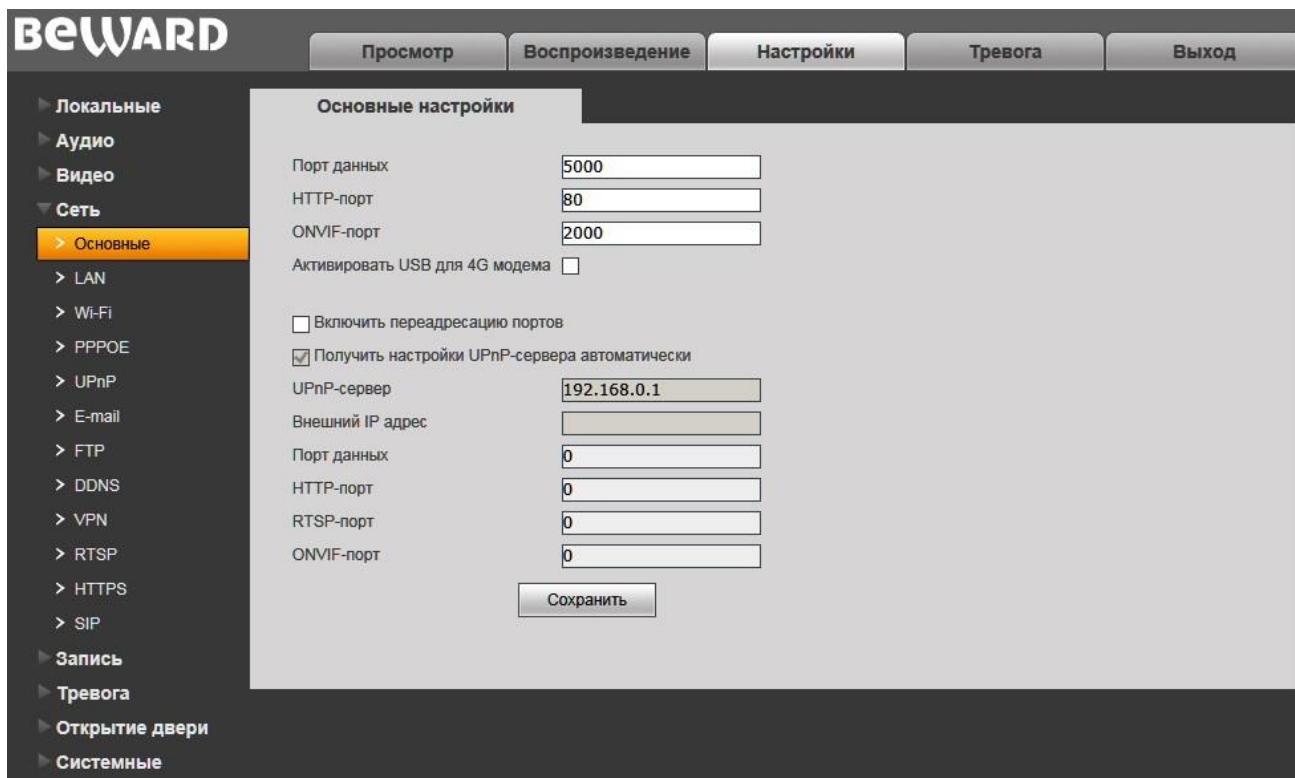 BEWARD
Просмотр Воспроизведение Настройки Тревога Выход
Локальные
Аудио
Видео
Сеть
> Основные
> LAN
> Wi-Fi
> PPPOE
> UPnP
> E-mail
> FTP
> DDNS
> VPN
> RTSP
> HTTPS
> SIP
Запись
Тревога
Открытие двери
Системные
Основные настройки
Порт данных 5000
HTTP-порт 80
ONVIF-порт 2000
Активировать USB для 4G модема
Включить переадресацию портов
Получить настройки UPnP-сервера автоматически
UPnP-сервер 192.168.0.1
Внешний IP адрес
Порт данных 0
HTTP-порт 0
RTSP-порт 0
ONVIF-порт 0
Сохранить